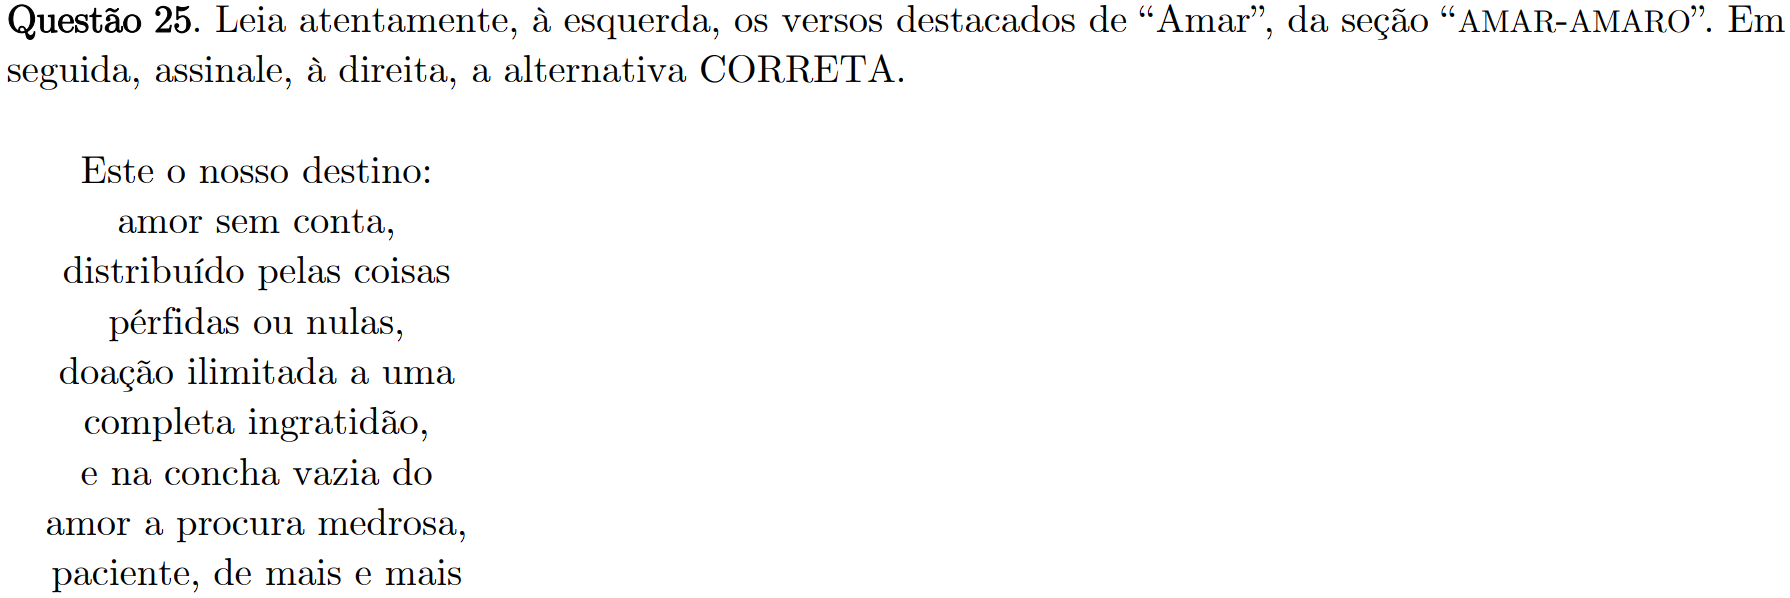 Questão 25. Leia atentamente, à esquerda, os versos destacados de “Amar”, da seção “AMAR-AMARO”. Em
seguida, assinale, à direita, a alternativa CORRETA.
Este o nosso destino:
amor sem conta,
distribuído pelas coisas
pérfidas ou nulas,
doação ilimitada a uma
completa ingratidão,
e na concha vazia do
amor a procura medrosa,
paciente, de mais e mais